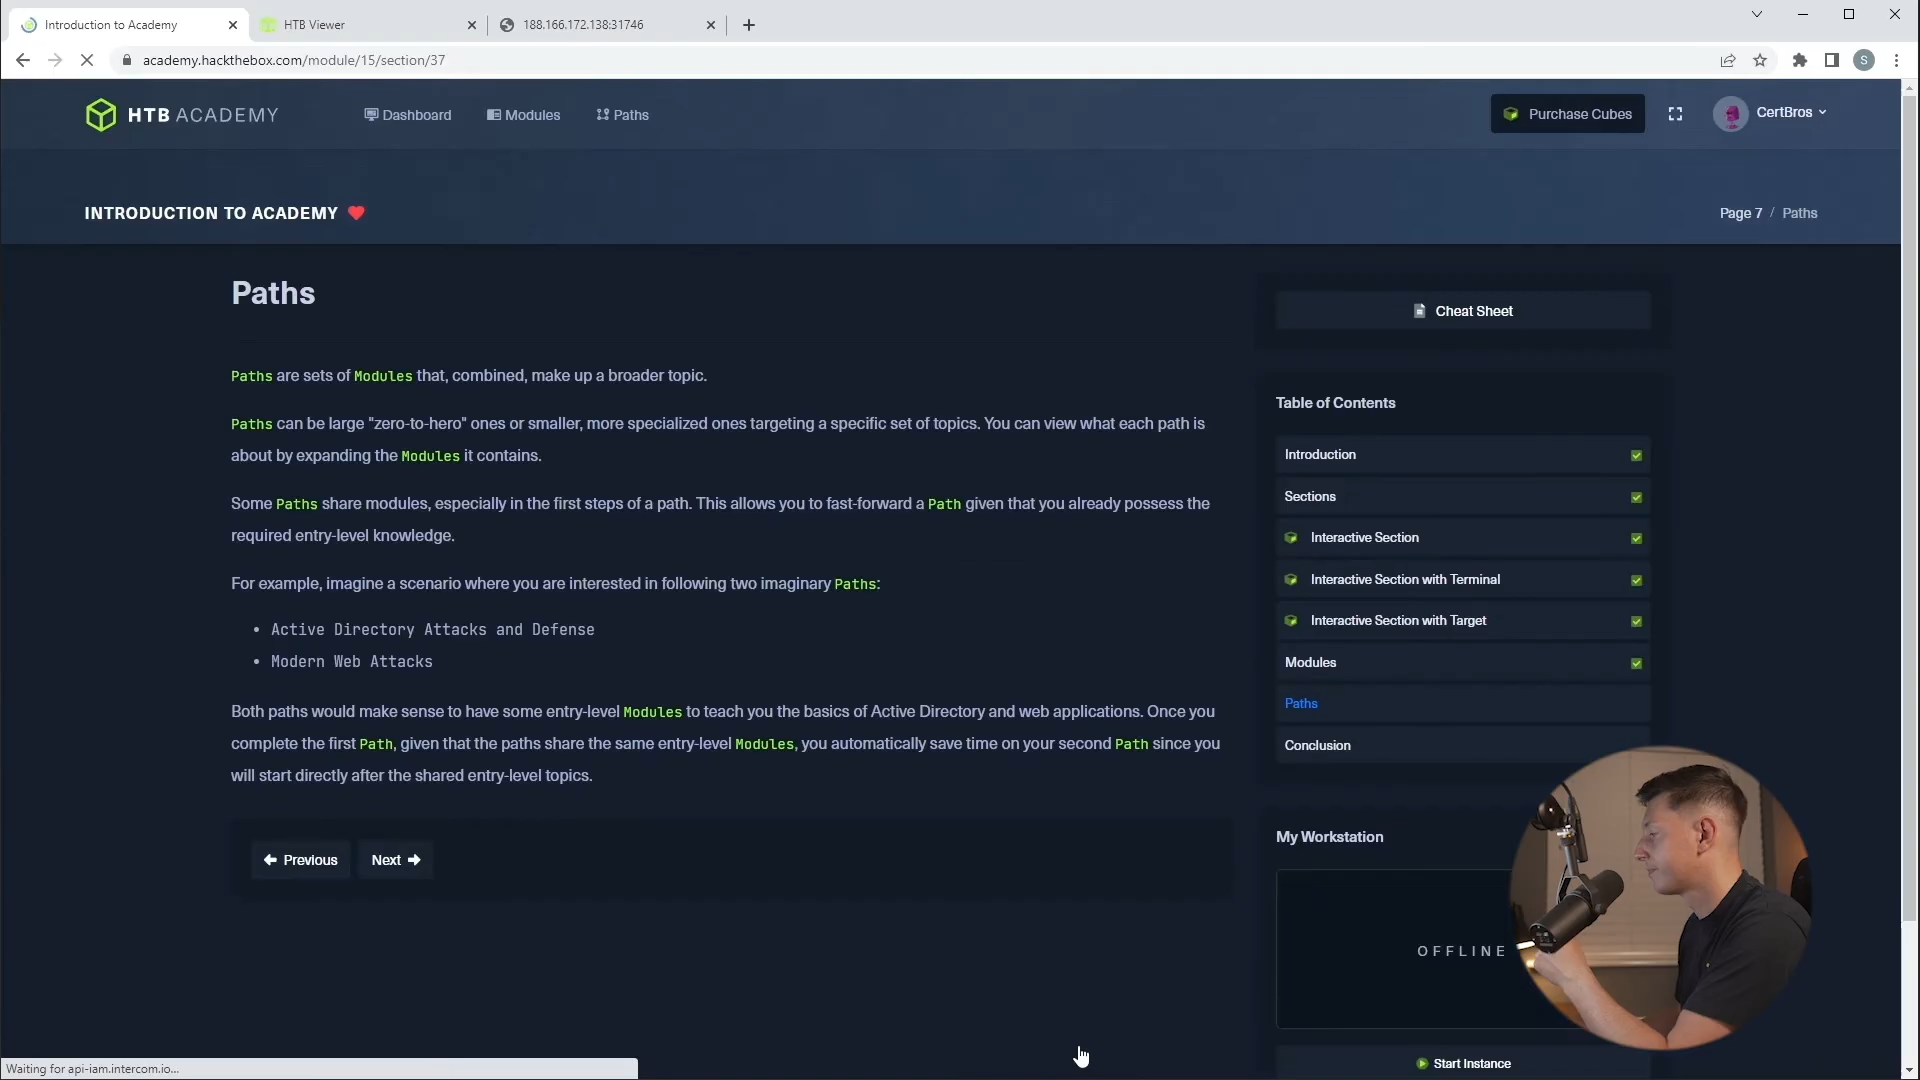 Introduction to Academy
HTB Viewer
188.166.172.138:31746
academy.hackthebox.com/module/15/section/37
S
HTB ACADEMY
Dashboard
Modules
Paths
Purchase Cubes
CertBros
INTRODUCTION TO ACADEMY
Page 7 / Paths
Paths
Paths are sets of Modules that, combined, make up a broader topic.
Paths can be large "zero-to-hero" ones or smaller, more specialized ones targeting a specific set of topics. You can view what each path is
about by expanding the Modules it contains.
Some Paths share modules, especially in the first steps of a path. This allows you to fast-forward a Path given that you already possess the
required entry-level knowledge.
For example, imagine a scenario where you are interested in following two imaginary Paths:
• Active Directory Attacks and Defense
• Modern Web Attacks
Both paths would make sense to have some entry-level Modules to teach you the basics of Active Directory and web applications. Once you
complete the first Path, given that the paths share the same entry-level Modules, you automatically save time on your second Path since you
will start directly after the shared entry-level topics.
Previous
Next
Cheat Sheet
Table of Contents
Introduction
Sections
Interactive Section
Interactive Section with Terminal
Interactive Section with Target
Modules
Paths
Conclusion
My Workstation
OFFLINE
Start Instance
Waiting for api-iam.intercom.io...